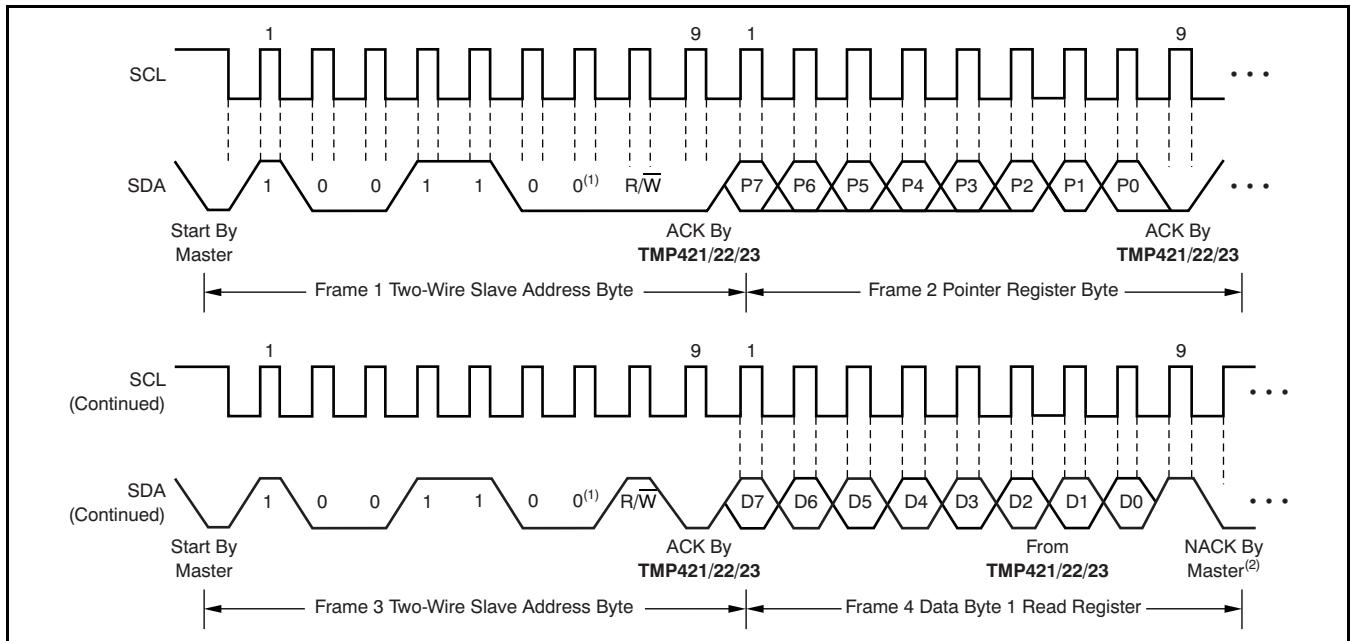 1 9 1 9
SCL • • •
SDA 1 0 0 1 1 0 0(1) R/W̅ P7 P6 P5 P4 P3 P2 P1 P0 • • •
Start By Master
ACK By TMP421/22/23
ACK By TMP421/22/23
Frame 1 Two-Wire Slave Address Byte
Frame 2 Pointer Register Byte
1 9 1 9
SCL (Continued) • • •
SDA (Continued) 1 0 0 1 1 0 0(1) R/W̅ D7 D6 D5 D4 D3 D2 D1 D0 • • •
Start By Master
ACK By TMP421/22/23
From TMP421/22/23
NACK By Master(2)
Frame 3 Two-Wire Slave Address Byte
Frame 4 Data Byte 1 Read Register